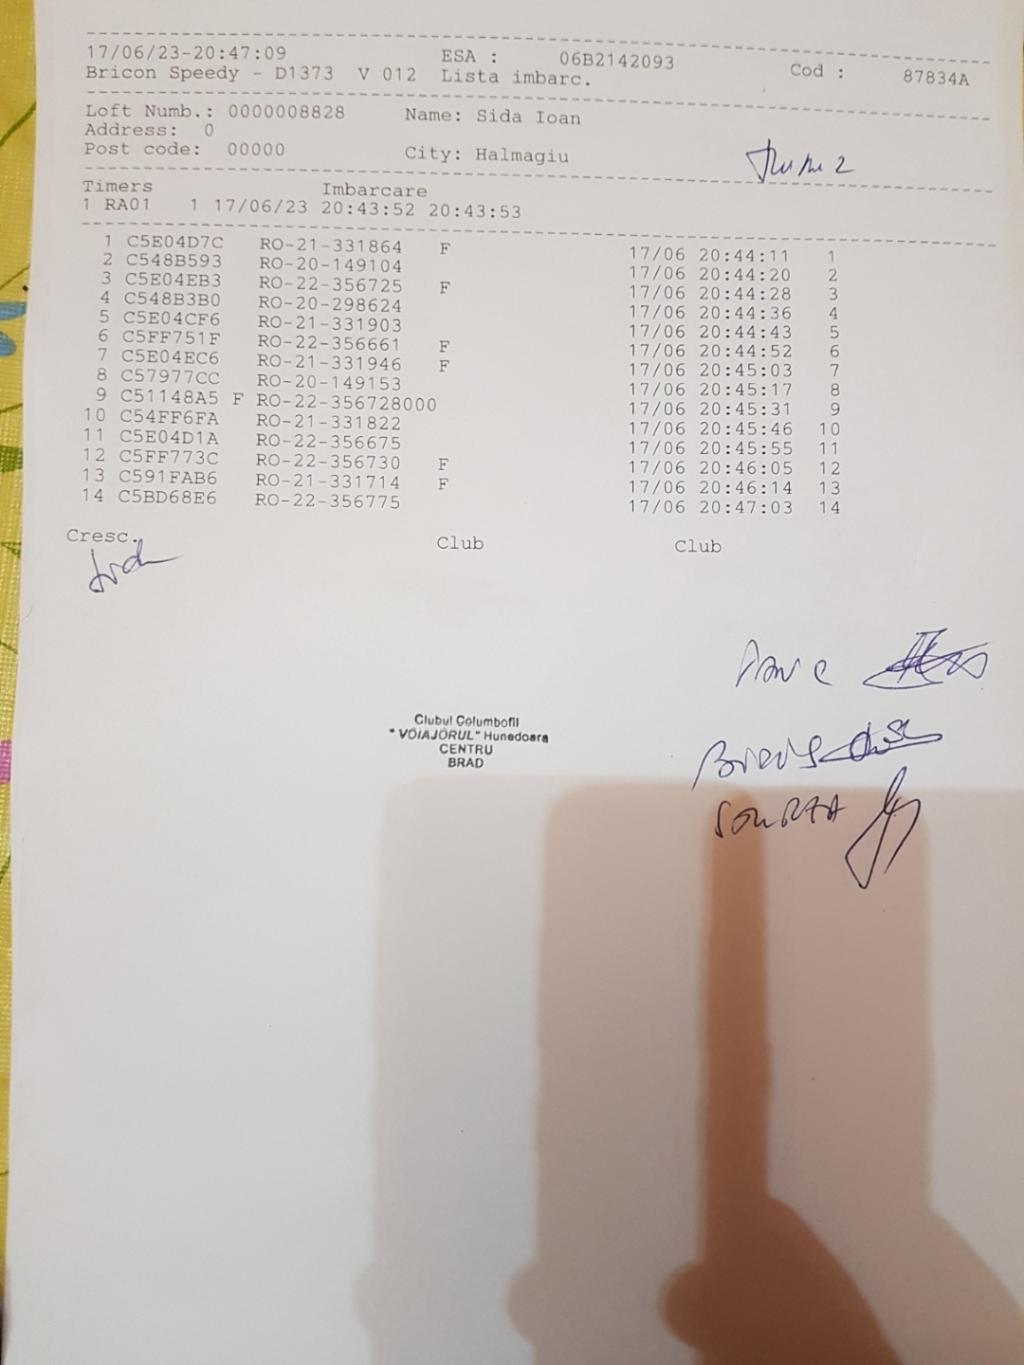 17/06/23-20:47:09 ESA : 06B2142093 Cod : 87834A
Bricon Speedy - D1373 V 012 Lista imbarc.
Loft Numb.: 0000008828 Name: Sida Ioan
Address: 0
Post code: 00000 City: Halmagiu
Timers Imbarcare
1 RA01 1 17/06/23 20:43:52 20:43:53
1 C5E04D7C RO-21-331864 F 17/06 20:44:11 1
2 C548B593 RO-20-149104 17/06 20:44:20 2
3 C5E04EB3 RO-22-356725 F 17/06 20:44:28 3
4 C548B3B0 RO-20-298624 17/06 20:44:36 4
5 C5E04CF6 RO-21-331903 17/06 20:44:43 5
6 C5FF751F RO-22-356661 F 17/06 20:44:52 6
7 C5E04EC6 RO-21-331946 F 17/06 20:45:03 7
8 C57977CC RO-20-149153 17/06 20:45:17 8
9 C51148A5 F RO-22-356728000 17/06 20:45:31 9
10 C54FF6FA RO-21-331822 17/06 20:45:46 10
11 C5E04D1A RO-22-356675 17/06 20:45:55 11
12 C5FF773C RO-22-356730 F 17/06 20:46:05 12
13 C591FAB6 RO-21-331714 F 17/06 20:46:14 13
14 C5BD68E6 RO-22-356775 17/06 20:47:03 14
Cresc. Club Club
Clubul Columbofil
"VOIAJORUL" Hunedoara
CENTRU
BRAD